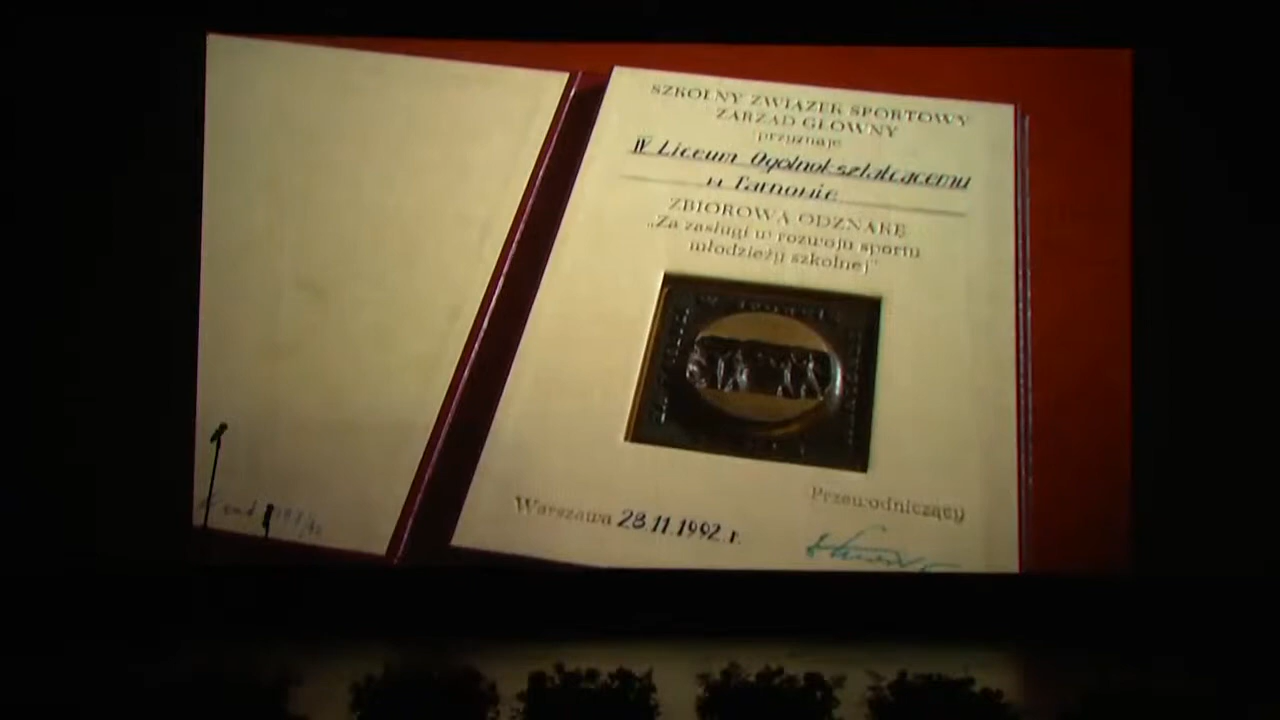 SZKOLNY ZWIĄZEK SPORTOWY
ZARZĄD GŁÓWNY
przyznaje
IV Liceum Ogólnokształcącemu
w Tarnowie
ZBIOROWĄ ODZNAKĘ
„Za zasługi w rozwoju sportu
młodzieży szkolnej"
Przewodniczący
Warszawa 28.11.1992 r.